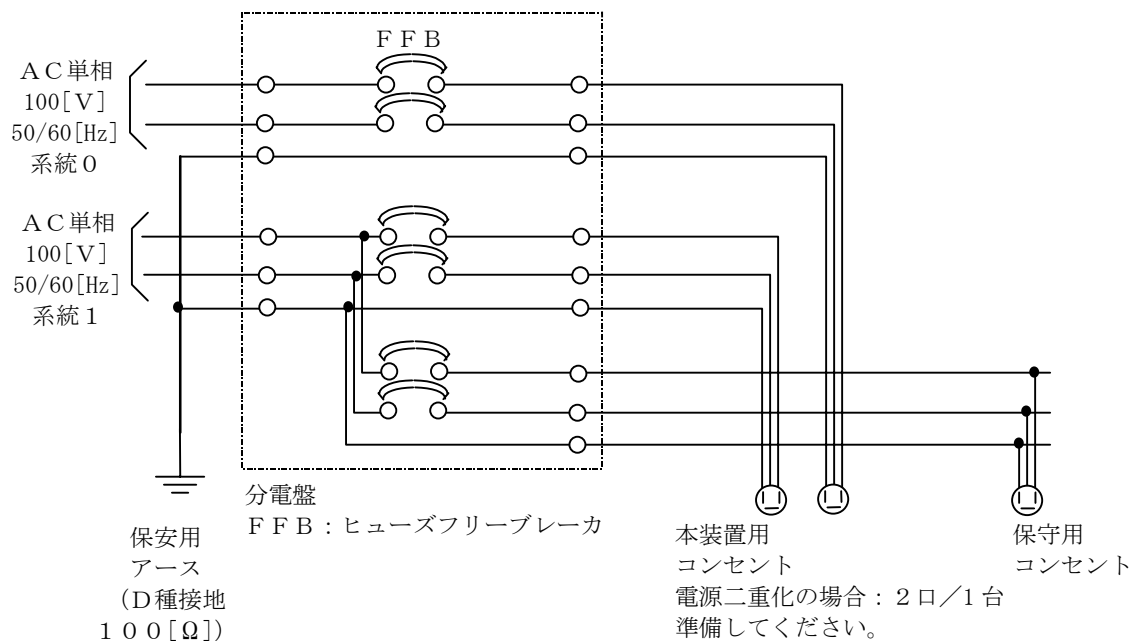 ＦＦＢ
ＡＣ単相
100[Ｖ]
50/60[Hz]
系統０
ＡＣ単相
100[Ｖ]
50/60[Hz]
系統１
分電盤
ＦＦＢ：ヒューズフリーブレーカ
保安用
アース
（Ｄ種接地
１００[Ω]）
本装置用
コンセント
電源二重化の場合：２口／1台
準備してください。
保守用
コンセント